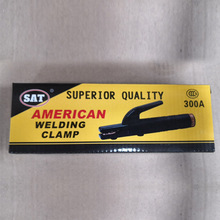 SAT
SUPERIOR QUALITY
300A
AMERICAN
WELDING
CLAMP